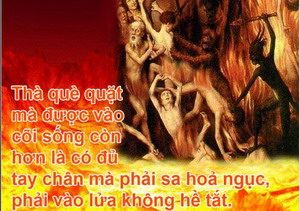 Thà què quặt
mà được vào
cõi sống còn
hơn là có đủ
tay chân mà phải sa hoả ngục,
phải vào lửa không hề tắt.